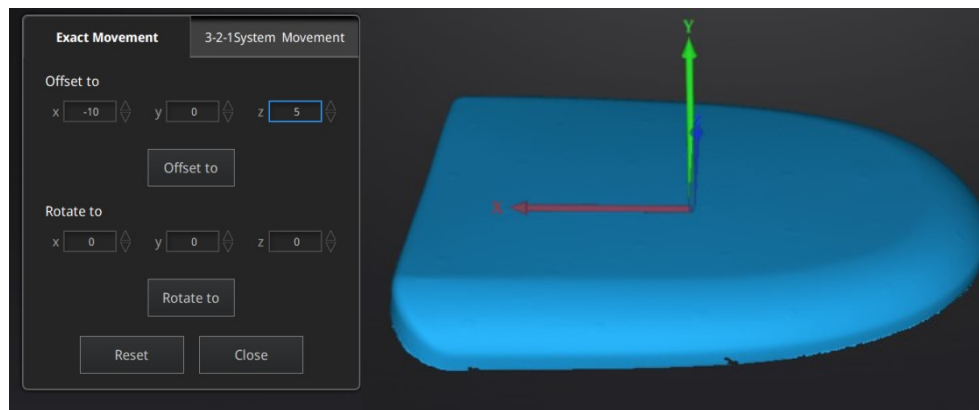 Exact Movement 3-2-1System Movement
Offset to
x -10 y 0 z 5
Offset to
Rotate to
x 0 y 0 z 0
Rotate to
Reset Close
Y
X